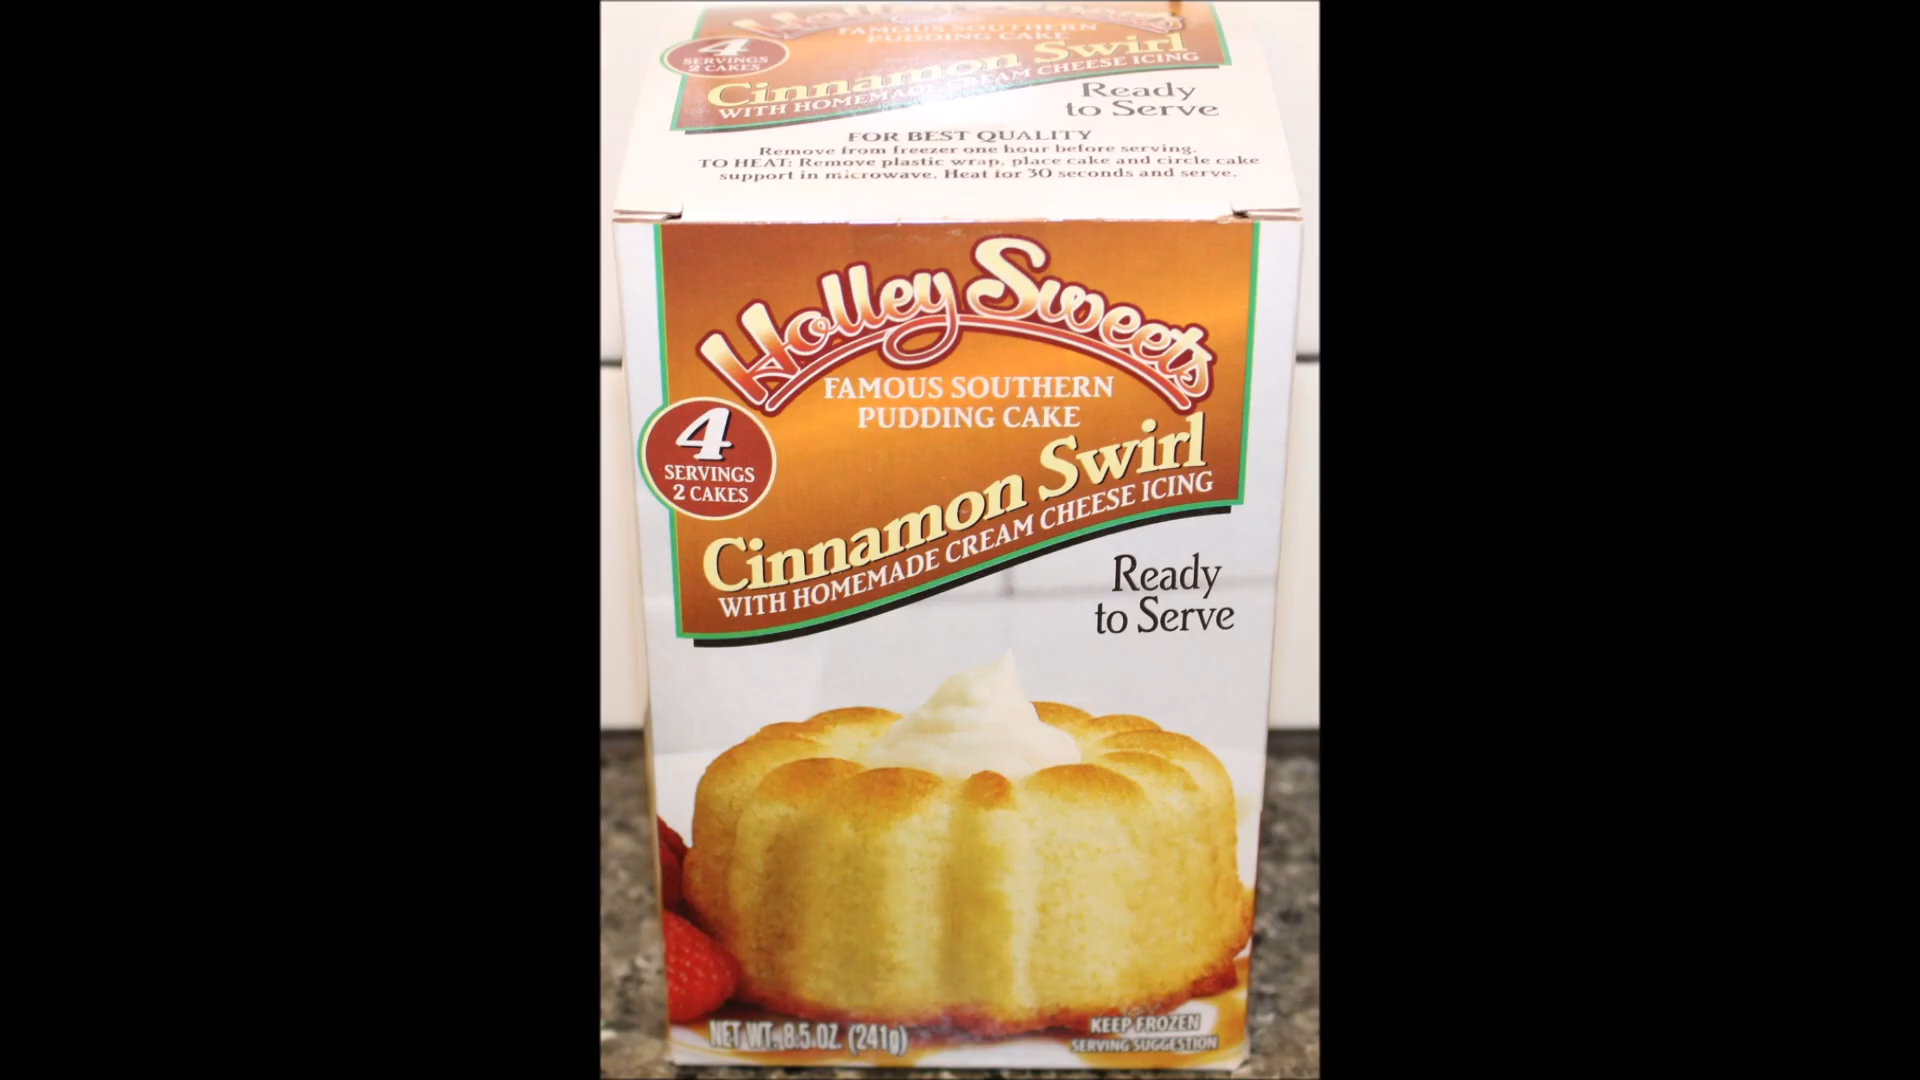 Holley Sweets
FAMOUS SOUTHERN
PUDDING CAKE
4
SERVINGS
2 CAKES
Cinnamon Swirl
WITH HOMEMADE CREAM CHEESE ICING
Ready
to Serve
FOR BEST QUALITY
Remove from freezer one hour before serving.
TO HEAT: Remove plastic wrap, place cake and circle cake
support in microwave. Heat for 30 seconds and serve.
Holley Sweets
FAMOUS SOUTHERN
PUDDING CAKE
4
SERVINGS
2 CAKES
Cinnamon Swirl
WITH HOMEMADE CREAM CHEESE ICING
Ready
to Serve
NET WT. 8.5 OZ. (241g)
KEEP FROZEN
SERVING SUGGESTION